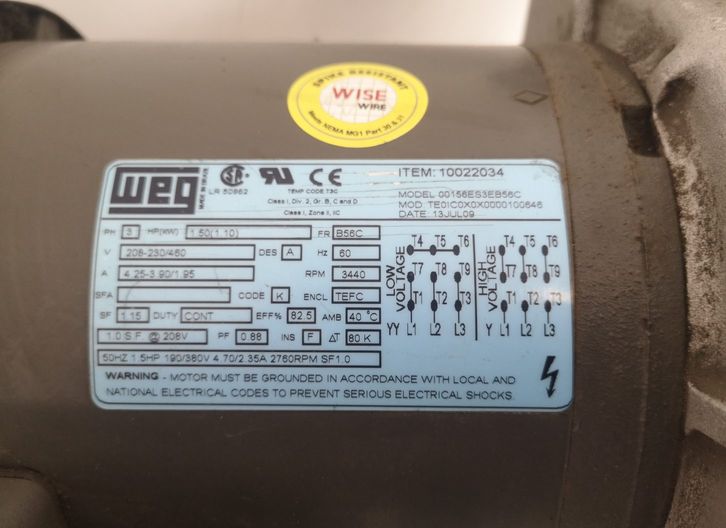 SPIKE RESISTANT
WISE
WIRE
Meets NEMA MG1 Part 30 & 31
WEG
MADE IN BRAZIL
LR 50962
TEMP CODE T3C
Class I, Div. 2, Gr. B, C and D
Class I, Zone II, IIC
ITEM: 10022034
MODEL 00156ES3EB56C
MOD. TE01C0X0X0000100646
DATE: 13JUL09
PH 3 HP(kW) 1.50(1.10) FR. B56C
V 208-230/460 DES A Hz 60
A 4.25-3.90/1.95 RPM 3440
SFA CODE K ENCL TEFC
SF 1.15 DUTY CONT EFF% 82.5 AMB 40 °C
1.0 S.F. @ 208V PF 0.88 INS F ΔT 80 K
50HZ 1.5HP 190/380V 4.70/2.35A 2760RPM SF1.0
LOW VOLTAGE
T4 T5 T6
T7 T8 T9
T1 T2 T3
YY L1 L2 L3
HIGH VOLTAGE
T4 T5 T6
T7 T8 T9
T1 T2 T3
Y L1 L2 L3
WARNING - MOTOR MUST BE GROUNDED IN ACCORDANCE WITH LOCAL AND
NATIONAL ELECTRICAL CODES TO PREVENT SERIOUS ELECTRICAL SHOCKS.